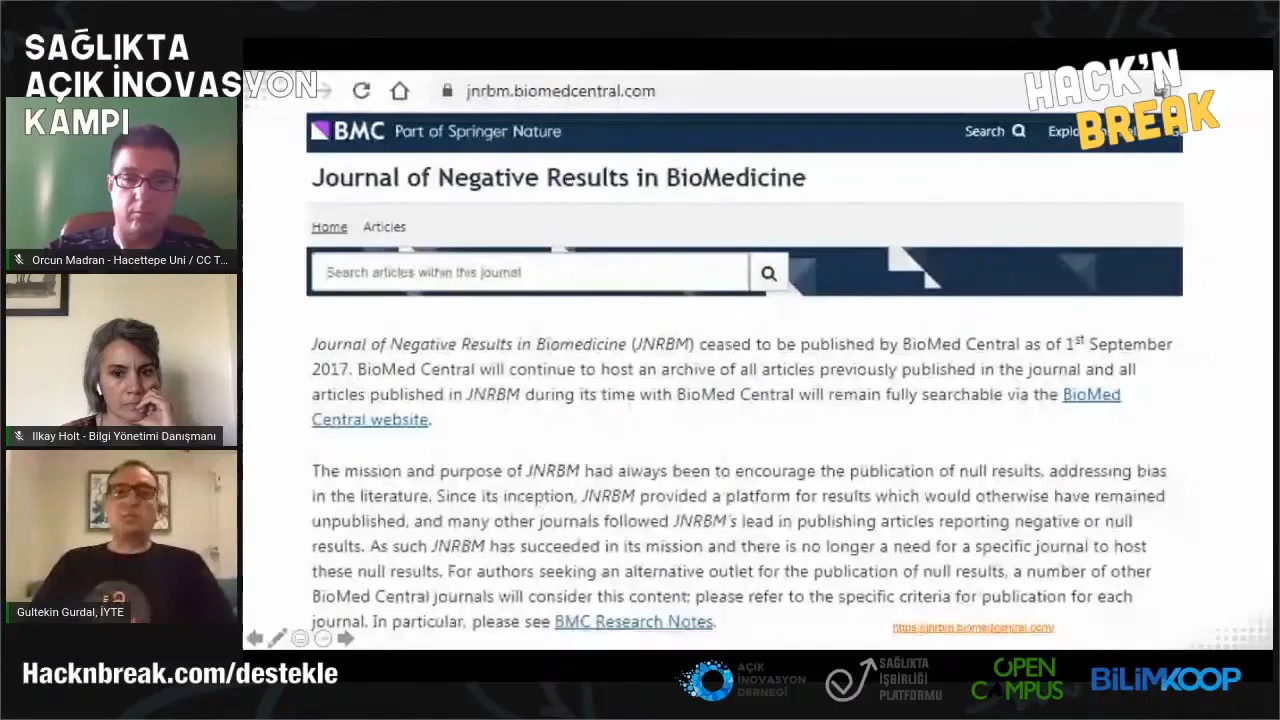 SAĞLIKTA
AÇIK İNOVASYON
KAMPI
HACK'N
BREAK
jnrbm.biomedcentral.com
BMC Part of Springer Nature
Search
Journal of Negative Results in BioMedicine
Home Articles
Search articles within this journal
Journal of Negative Results in Biomedicine (JNRBM) ceased to be published by BioMed Central as of 1st September
2017. BioMed Central will continue to host an archive of all articles previously published in the journal and all
articles published in JNRBM during its time with BioMed Central will remain fully searchable via the BioMed
Central website.
The mission and purpose of JNRBM had always been to encourage the publication of null results, addressing bias
in the literature. Since its inception, JNRBM provided a platform for results which would otherwise have remained
unpublished, and many other journals followed JNRBM's lead in publishing articles reporting negative or null
results. As such JNRBM has succeeded in its mission and there is no longer a need for a specific journal to host
these null results. For authors seeking an alternative outlet for the publication of null results, a number of other
BioMed Central journals will consider this content; please refer to the specific criteria for publication for each
journal. In particular, please see BMC Research Notes.
https://jnrbm.biomedcentral.com/
Orcun Madran - Hacettepe Uni / CC T...
Ilkay Holt - Bilgi Yönetimi Danışmanı
Gultekin Gurdal, İYTE
Hacknbreak.com/destekle
AÇIK
İNOVASYON
DERNEĞİ
SAĞLIKTA
İŞBİRLİĞİ
PLATFORMU
OPEN
CAMPUS
BİLİMKOOP